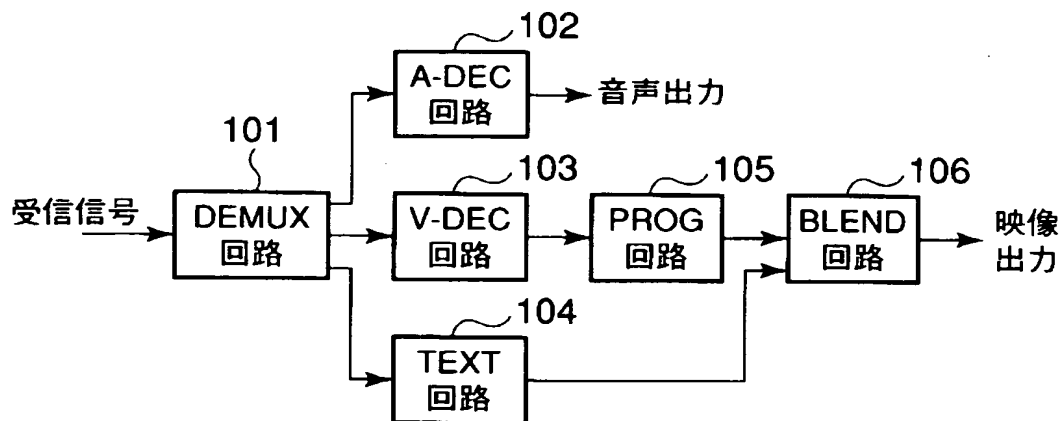 102
A-DEC
回路
音声出力
101
受信信号
DEMUX
回路
103
V-DEC
回路
105
PROG
回路
106
BLEND
回路
映像
出力
104
TEXT
回路